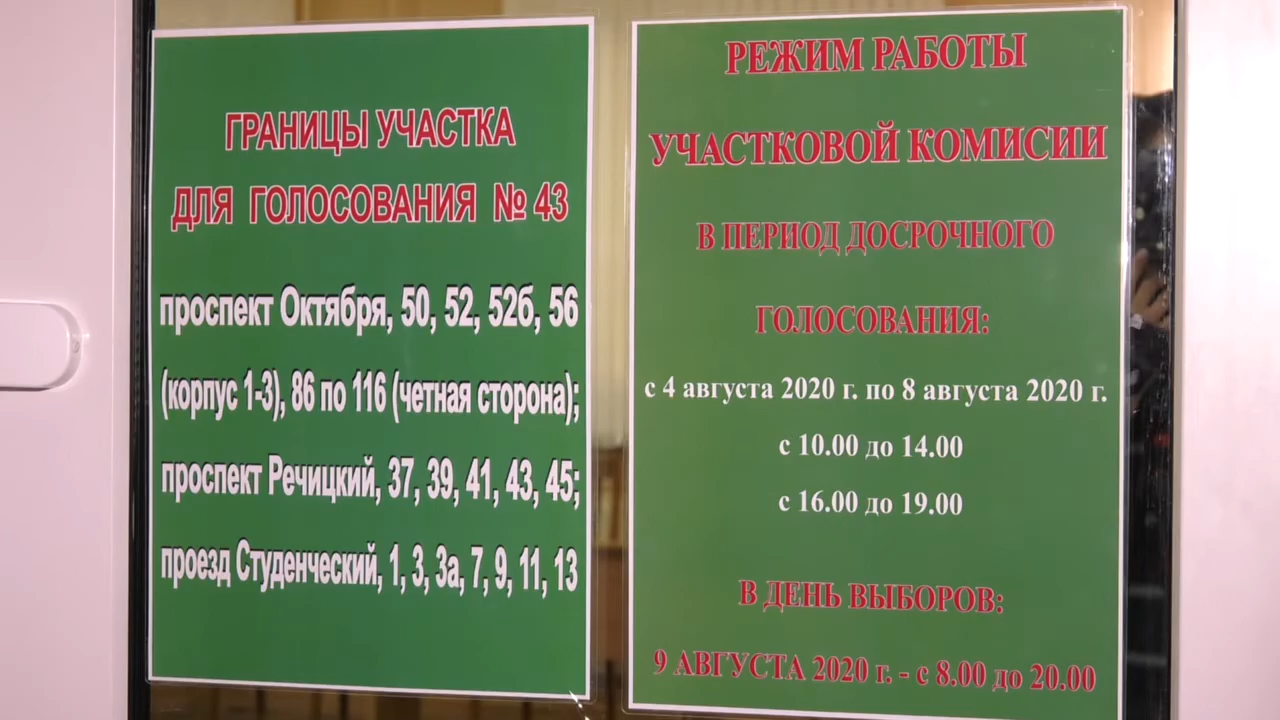 ГРАНИЦЫ УЧАСТКА
ДЛЯ ГОЛОСОВАНИЯ № 43
проспект Октября, 50, 52, 52б, 56
(корпус 1-3), 86 по 116 (четная сторона);
проспект Речицкий, 37, 39, 41, 43, 45;
проезд Студенческий, 1, 3, 3а, 7, 9, 11, 13
РЕЖИМ РАБОТЫ
УЧАСТКОВОЙ КОМИСИИ
В ПЕРИОД ДОСРОЧНОГО
ГОЛОСОВАНИЯ:
с 4 августа 2020 г. по 8 августа 2020 г.
с 10.00 до 14.00
с 16.00 до 19.00
В ДЕНЬ ВЫБОРОВ:
9 АВГУСТА 2020 г. - с 8.00 до 20.00